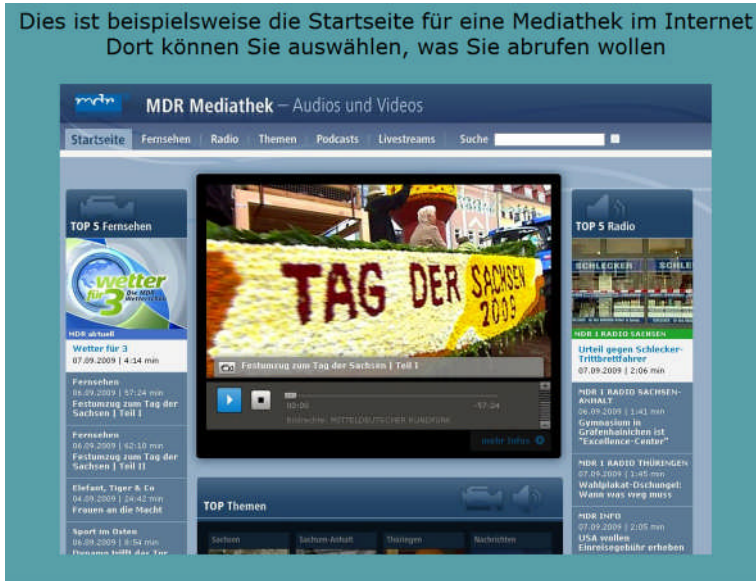 Dies ist beispielsweise die Startseite für eine Mediathek im Internet
Dort können Sie auswählen, was Sie abrufen wollen
mdr
MDR Mediathek – Audios und Videos
Startseite
Fernsehen
Radio
Themen
Podcasts
Livestreams
Suche
TOP 5 Fernsehen
wetter
für 3
Die MDR
Wetterschau
MDR aktuell
Wetter für 3
07.09.2009 | 4:14 min
Fernsehen
06.09.2009 | 57:24 min
Festumzug zum Tag der
Sachsen | Teil I
Fernsehen
06.09.2009 | 62:10 min
Festumzug zum Tag der
Sachsen | Teil II
Elefant, Tiger & Co
04.09.2009 | 24:42 min
Frauen an die Macht
Sport im Osten
06.09.2009 | 6:54 min
Dynamo trifft das Tor
TAG DER SACHSEN
2009
Festumzug zum Tag der Sachsen | Teil I
00:00
-57:24
Bildrechte: MITTELDEUTSCHER RUNDFUNK
mehr Infos
TOP Themen
Sachsen
Sachsen-Anhalt
Thüringen
Nachrichten
TOP 5 Radio
SCHLECKER
SCHLE
MDR 1 RADIO SACHSEN
Urteil gegen Schlecker-
Trittbrettfahrer
07.09.2009 | 2:06 min
MDR 1 RADIO SACHSEN-
ANHALT
06.09.2009 | 1:41 min
Gymnasium in
Gräfenhainichen ist
"Excellence-Center"
MDR 1 RADIO THÜRINGEN
07.09.2009 | 1:45 min
Wahlplakat-Dschungel:
Wann was weg muss
MDR INFO
07.09.2009 | 2:05 min
USA wollen
Einreisegebühr erheben